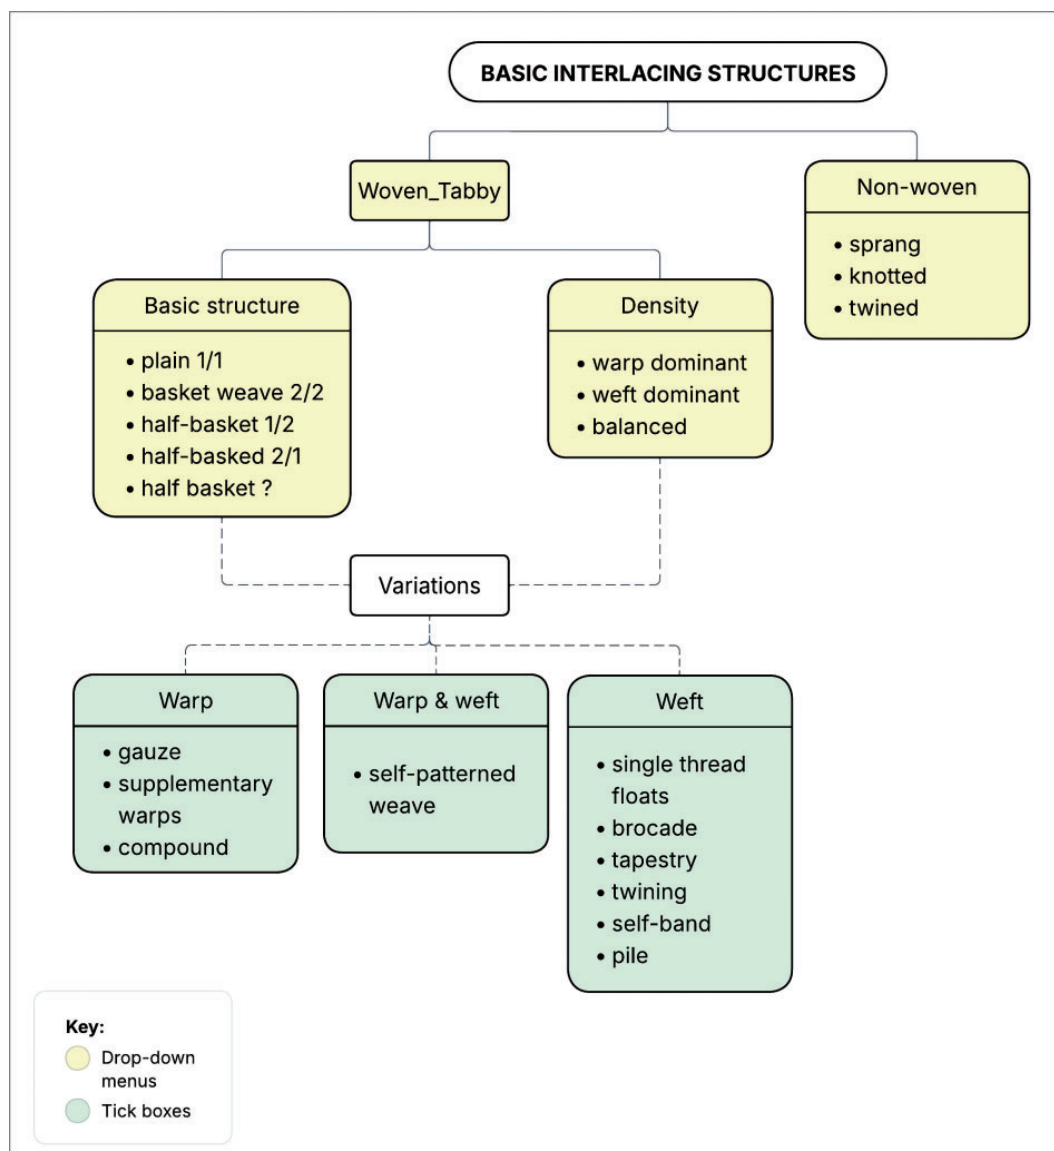 BASIC INTERLACING STRUCTURES
Woven_Tabby
Non-woven
• sprang
• knotted
• twined
Basic structure
• plain 1/1
• basket weave 2/2
• half-basket 1/2
• half-basked 2/1
• half basket ?
Density
• warp dominant
• weft dominant
• balanced
Variations
Warp
• gauze
• supplementary
warps
• compound
Warp & weft
• self-patterned
weave
Weft
• single thread
floats
• brocade
• tapestry
• twining
• self-band
• pile
Key:
Drop-down
menus
Tick boxes